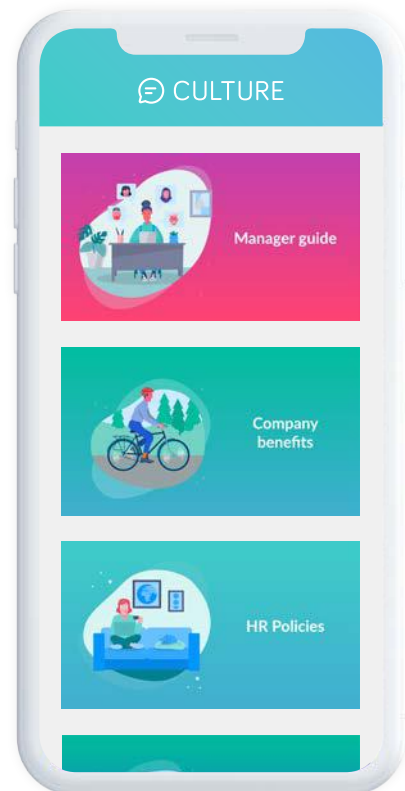 CULTURE
Manager guide
Company
benefits
HR Policies